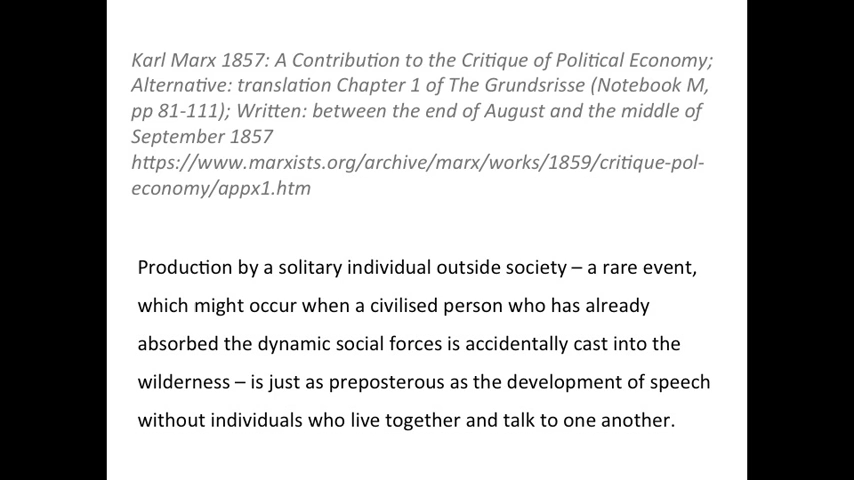 Karl Marx 1857: A Contribution to the Critique of Political Economy;
Alternative: translation Chapter 1 of The Grundsrisse (Notebook M,
pp 81-111); Written: between the end of August and the middle of
September 1857
https://www.marxists.org/archive/marx/works/1859/critique-pol-
economy/appx1.htm
Production by a solitary individual outside society – a rare event,
which might occur when a civilised person who has already
absorbed the dynamic social forces is accidentally cast into the
wilderness – is just as preposterous as the development of speech
without individuals who live together and talk to one another.